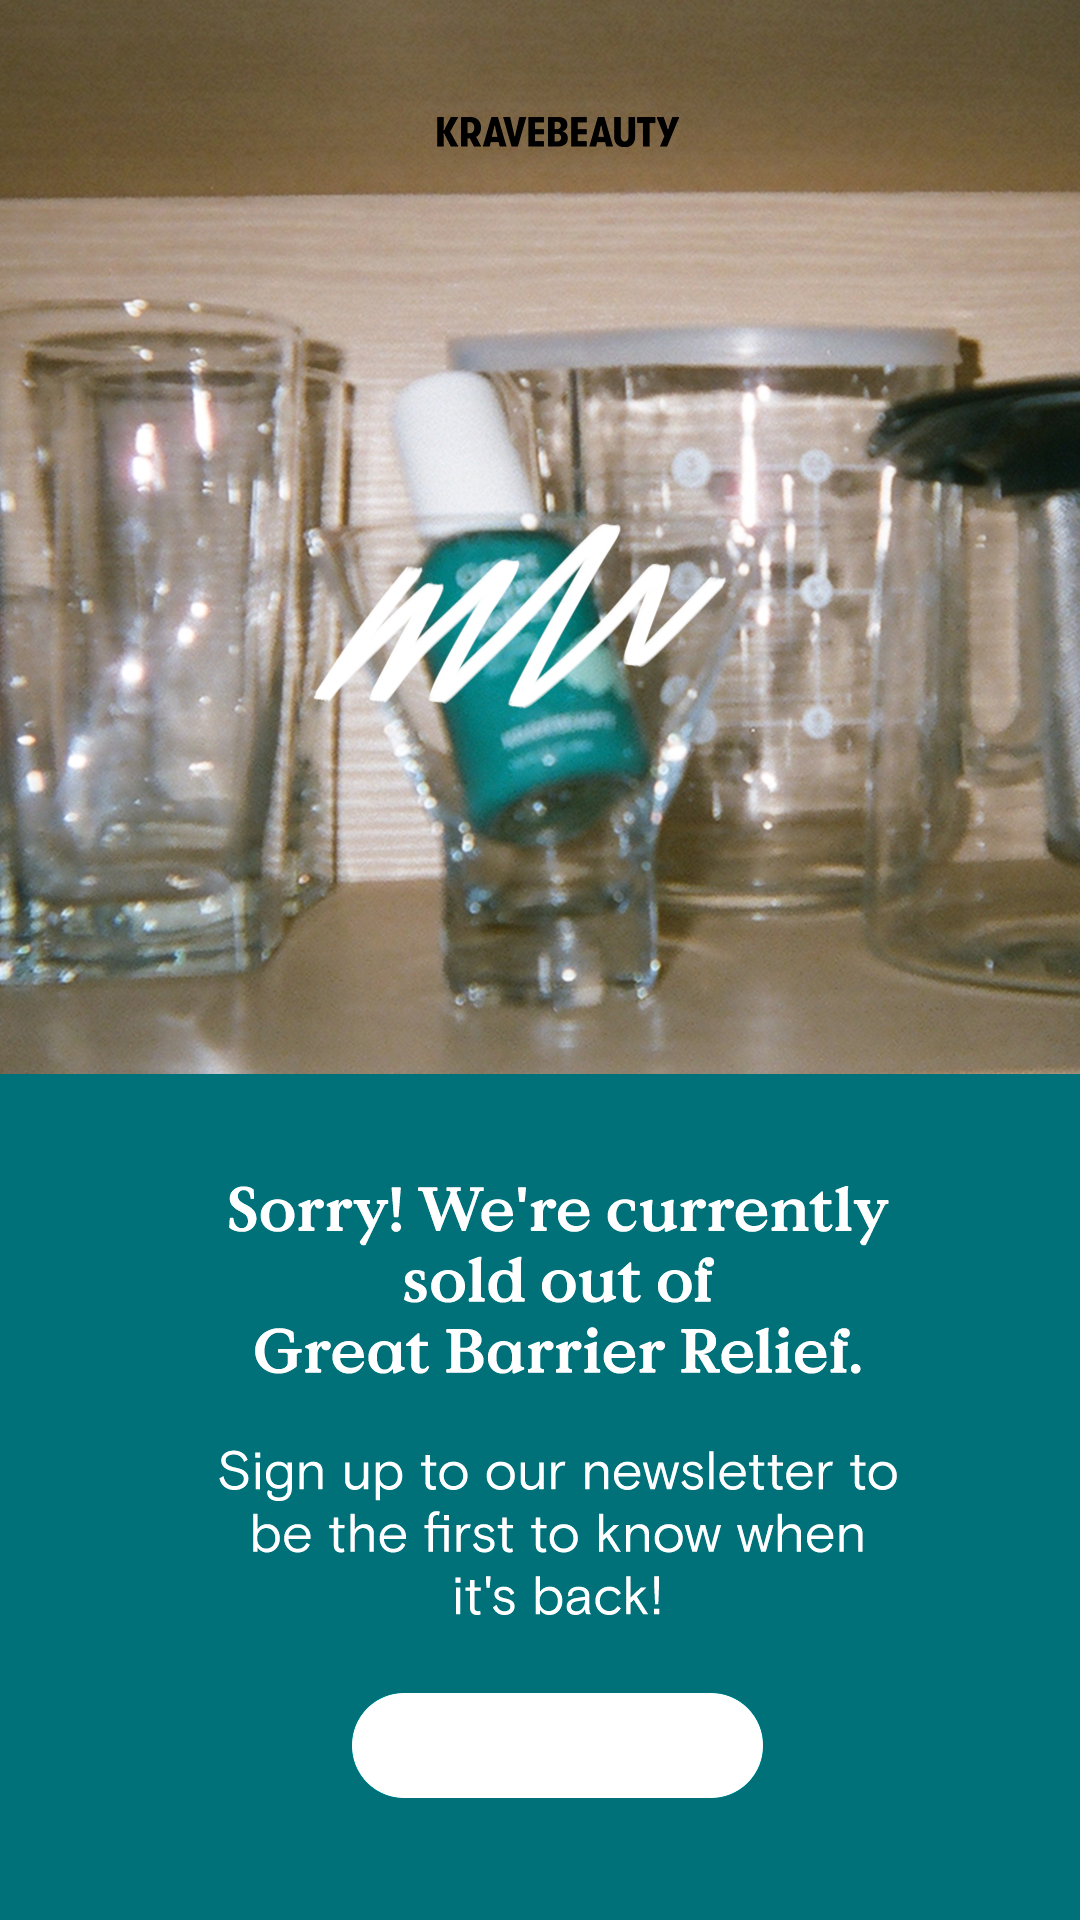 KRAVEBEAUTY
KRAVEBEAUTY
Sorry! We're currently
sold out of
Great Barrier Relief.
Sign up to our newsletter to
be the first to know when
it's back!